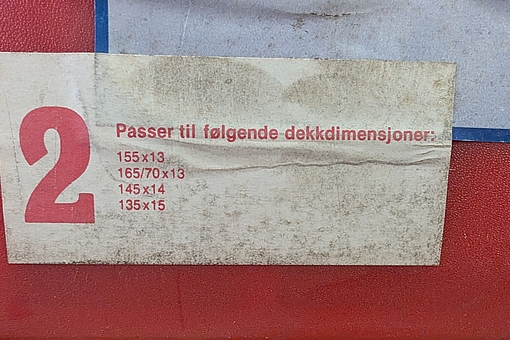 2
Passer til følgende dekkdimensjoner:
155x13
165/70x13
145x14
135x15